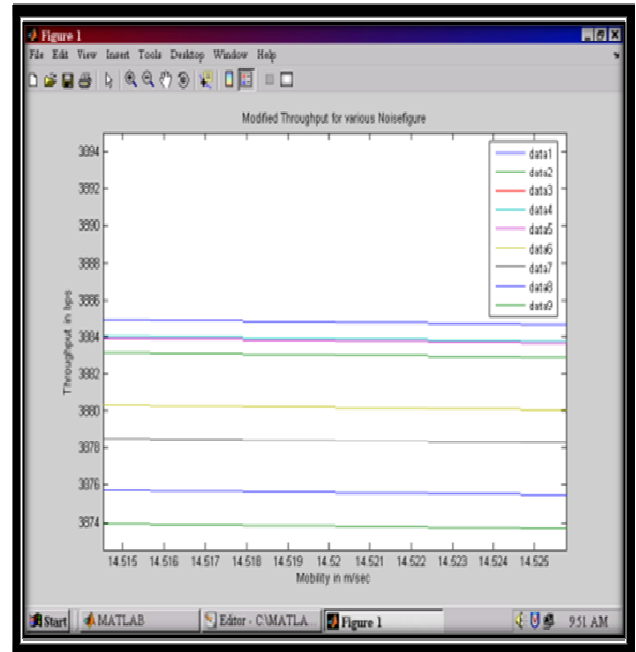 Figure 1
File Edit View Insert Tools Desktop Window Help
Modified Throughput for various Noisefigure
3894
3892
3890
3888
3886
3884
3882
3880
3878
3876
3874
Throughput in bps
data1
data2
data3
data4
data5
data6
data7
data8
data9
14.515 14.516 14.517 14.518 14.519 14.52 14.521 14.522 14.523 14.524 14.525
Mobility in m/sec
Start MATLAB Editor - C:\MATLA... Figure 1 9:51 AM